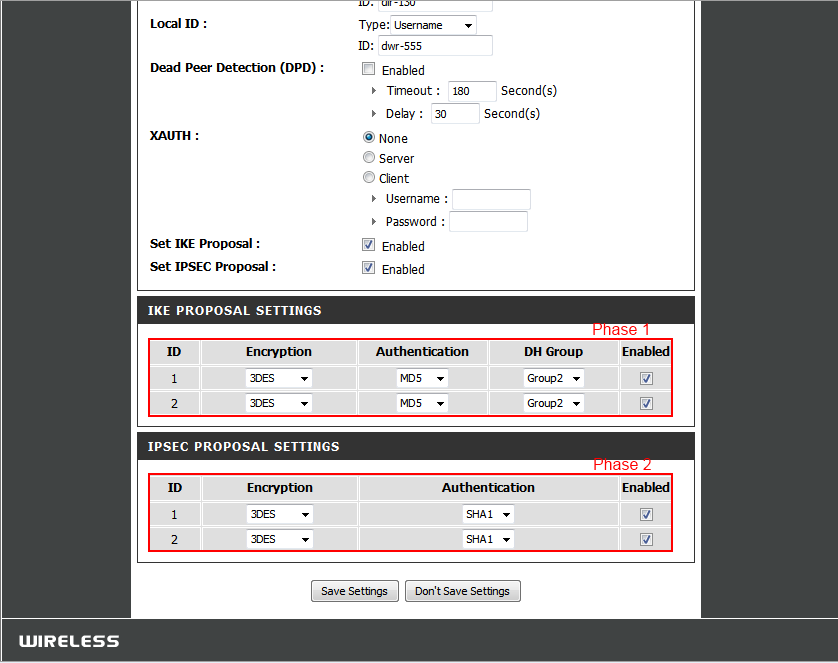 ID: dir-130
Local ID :
Type: Username
ID: dwr-555
Dead Peer Detection (DPD) :
Enabled
Timeout : 180 Second(s)
Delay : 30 Second(s)
XAUTH :
None
Server
Client
Username :
Password :
Set IKE Proposal :
Enabled
Set IPSEC Proposal :
Enabled
IKE PROPOSAL SETTINGS
Phase 1
ID Encryption Authentication DH Group Enabled
1 3DES MD5 Group2
2 3DES MD5 Group2
IPSEC PROPOSAL SETTINGS
Phase 2
ID Encryption Authentication Enabled
1 3DES SHA1
2 3DES SHA1
Save Settings Don't Save Settings
WIRELESS